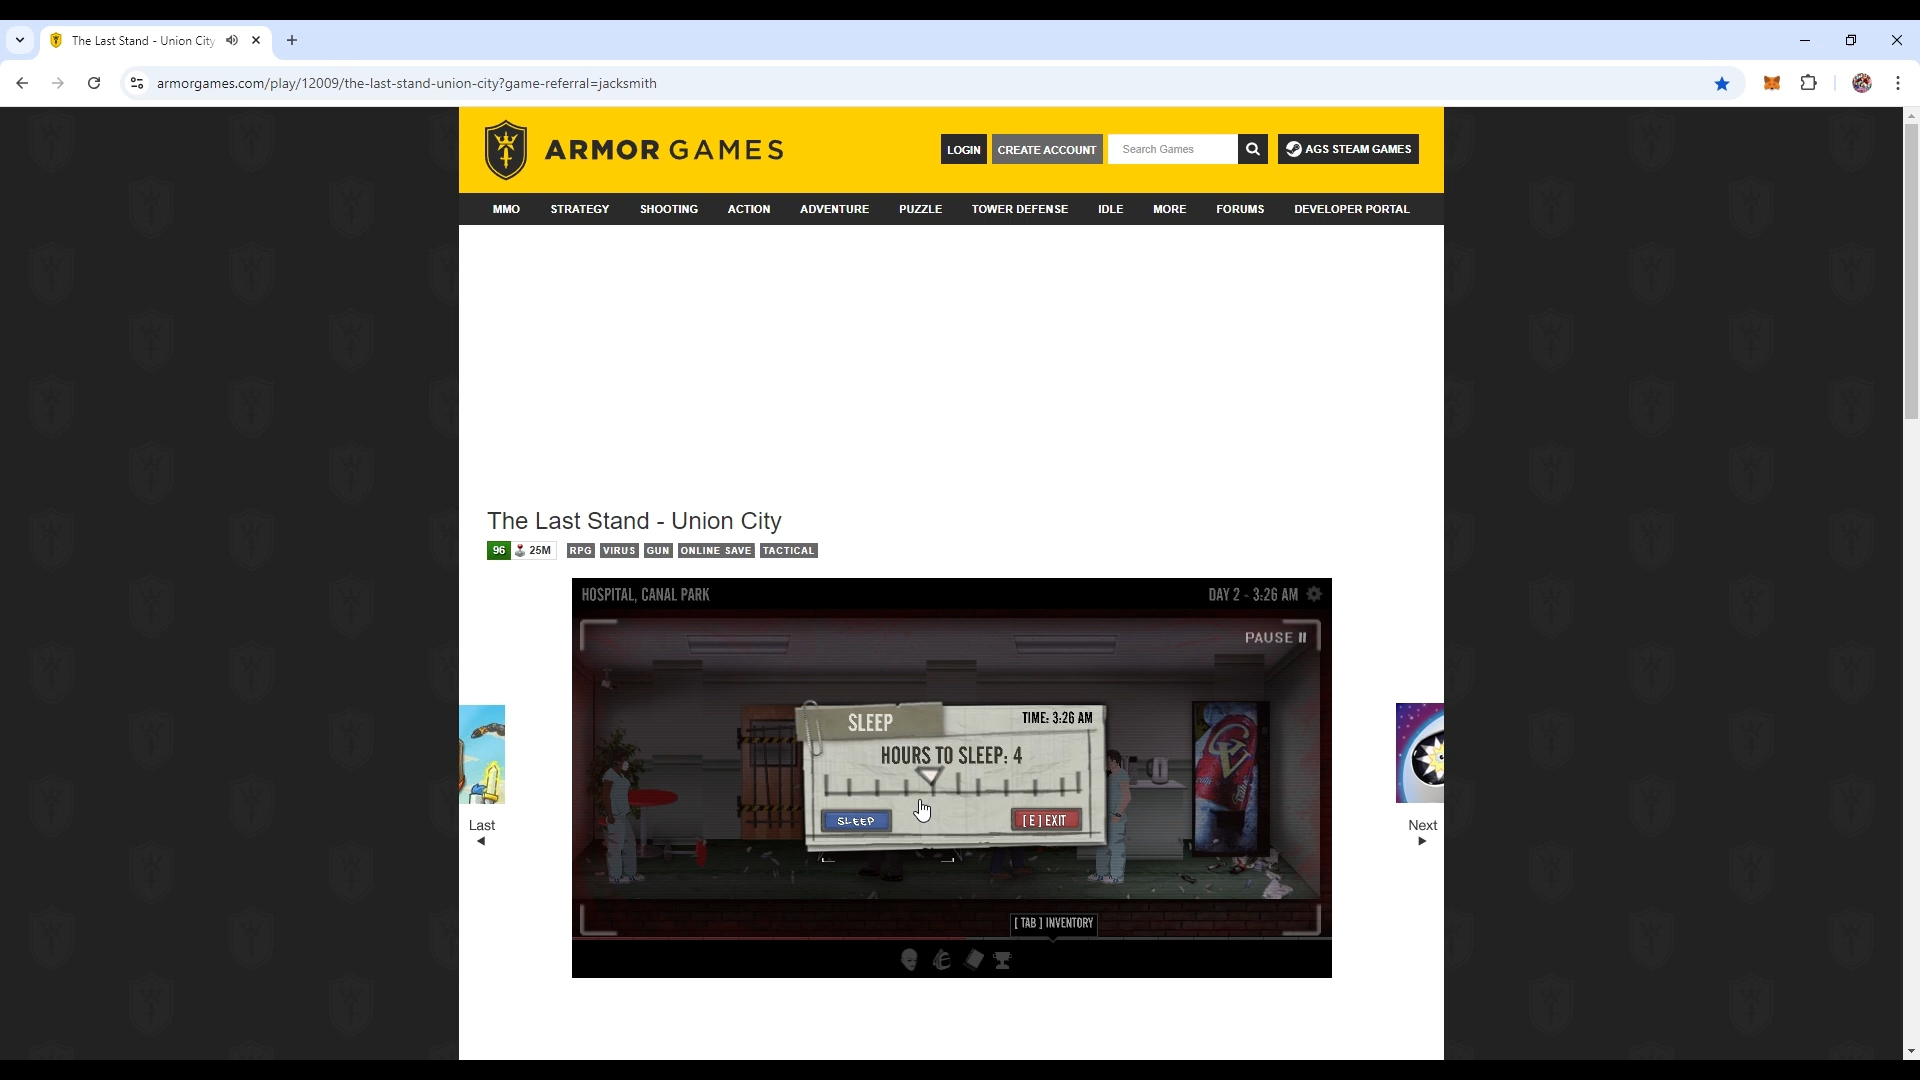 The Last Stand - Union City
armorgames.com/play/12009/the-last-stand-union-city?game-referral=jacksmith
ARMOR GAMES
LOGIN
CREATE ACCOUNT
Search Games
AGS STEAM GAMES
MMO
STRATEGY
SHOOTING
ACTION
ADVENTURE
PUZZLE
TOWER DEFENSE
IDLE
MORE
FORUMS
DEVELOPER PORTAL
The Last Stand - Union City
96
25M
RPG
VIRUS
GUN
ONLINE SAVE
TACTICAL
HOSPITAL, CANAL PARK
DAY 2 - 3:26 AM
PAUSE
SLEEP
TIME: 3:26 AM
HOURS TO SLEEP: 4
SLEEP
[ E ] EXIT
Last
Next
[ TAB ] INVENTORY